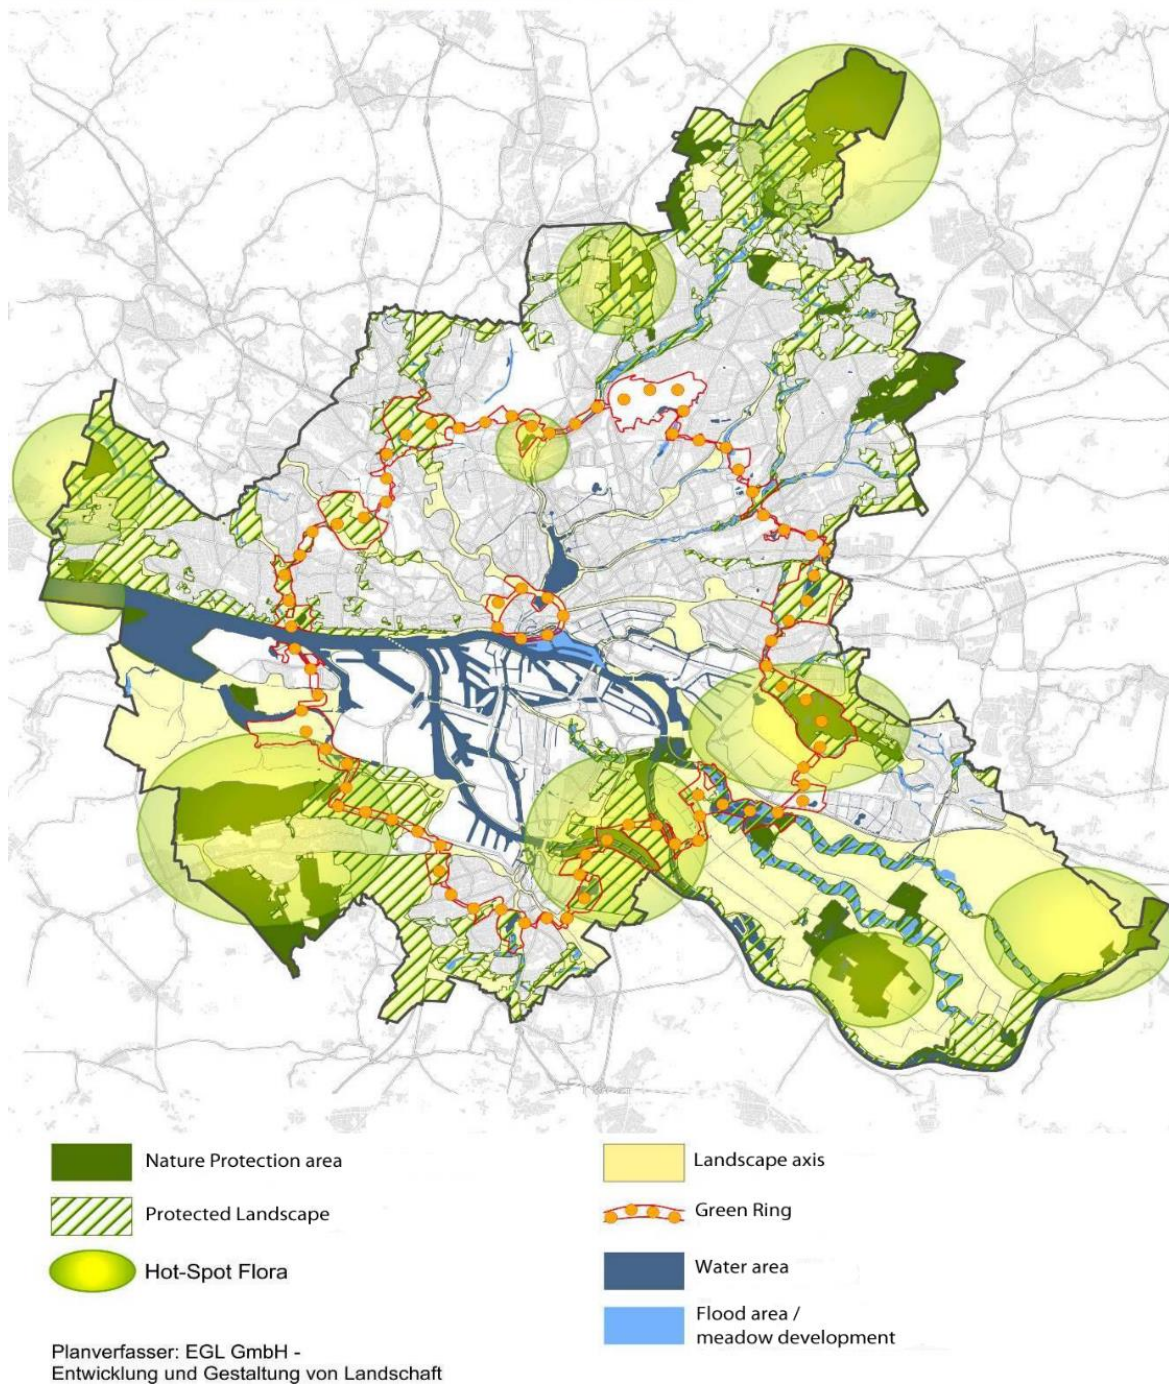 Nature Protection area
Protected Landscape
Hot-Spot Flora
Landscape axis
Green Ring
Water area
Flood area /
meadow development
Planverfasser: EGL GmbH -
Entwicklung und Gestaltung von Landschaft